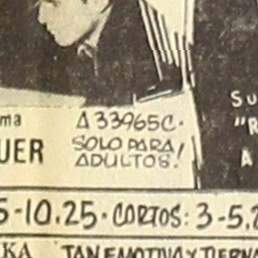 ma
UER
A 33965C.
SOLO PARA
ADULTOS!
Su
"R
A
5-10.25. CORTOS: 3-5.2
KA TAN EMOTIVA Y TIERNA